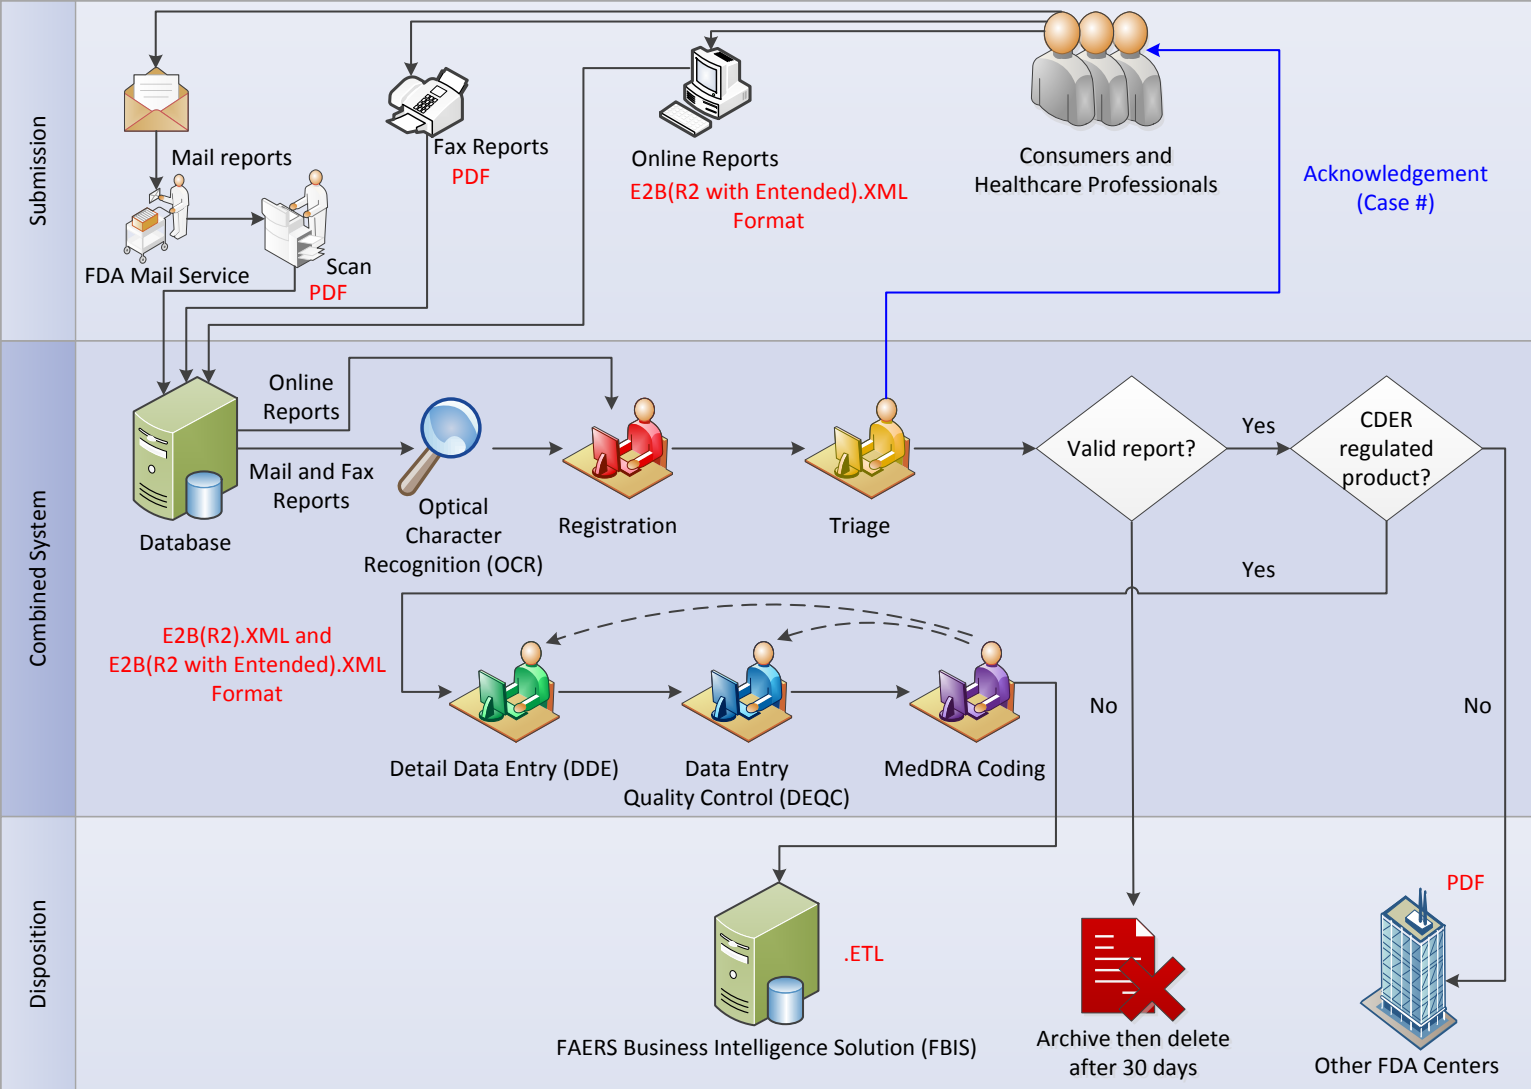 Submission
Mail reports
FDA Mail Service
Scan
PDF
Fax Reports
PDF
Online Reports
E2B(R2 with Entended).XML
Format
Consumers and
Healthcare Professionals
Acknowledgement
(Case #)
Combined System
Database
Online
Reports
Mail and Fax
Reports
Optical
Character
Recognition (OCR)
Registration
Triage
Valid report?
Yes
CDER
regulated
product?
Yes
No
No
E2B(R2).XML and
E2B(R2 with Entended).XML
Format
Detail Data Entry (DDE)
Data Entry
Quality Control (DEQC)
MedDRA Coding
Disposition
.ETL
FAERS Business Intelligence Solution (FBIS)
Archive then delete
after 30 days
PDF
Other FDA Centers